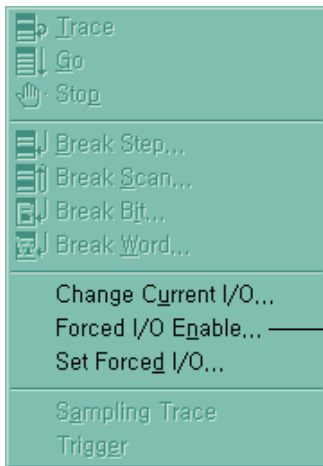 Trace
Go
Stop
Break Step...
Break Scan...
Break Bit...
Break Word...
Change Current I/O...
Forced I/O Enable...
Set Forced I/O...
Sampling Trace
Trigger